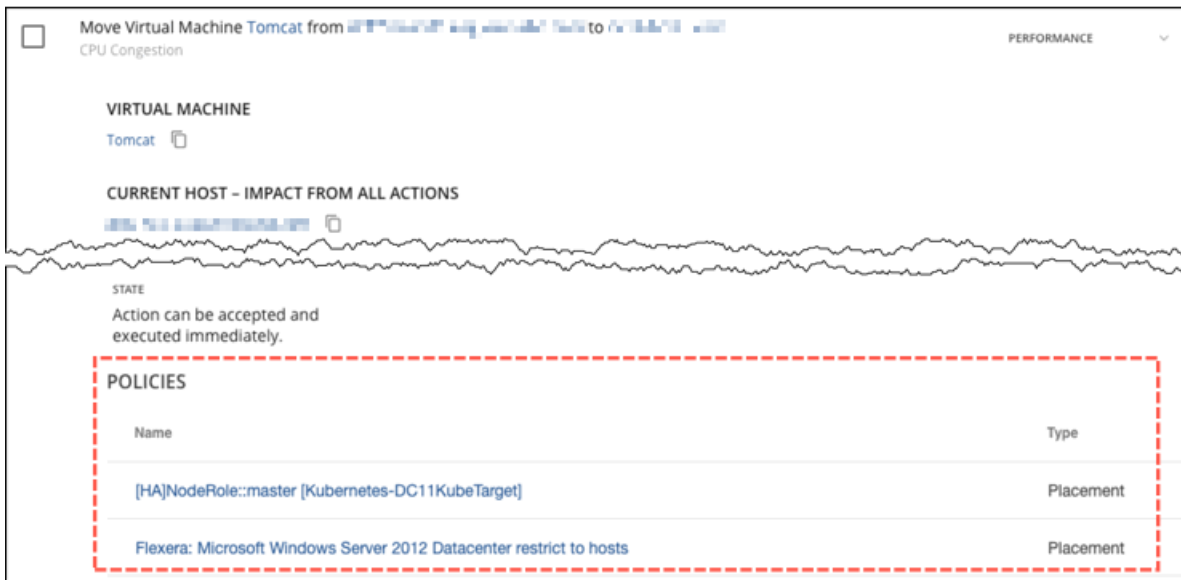 Move Virtual Machine Tomcat from to
PERFORMANCE
CPU Congestion
VIRTUAL MACHINE
Tomcat
CURRENT HOST – IMPACT FROM ALL ACTIONS
STATE
Action can be accepted and
executed immediately.
POLICIES
Name Type
[HA]NodeRole::master [Kubernetes-DC11KubeTarget] Placement
Flexera: Microsoft Windows Server 2012 Datacenter restrict to hosts Placement